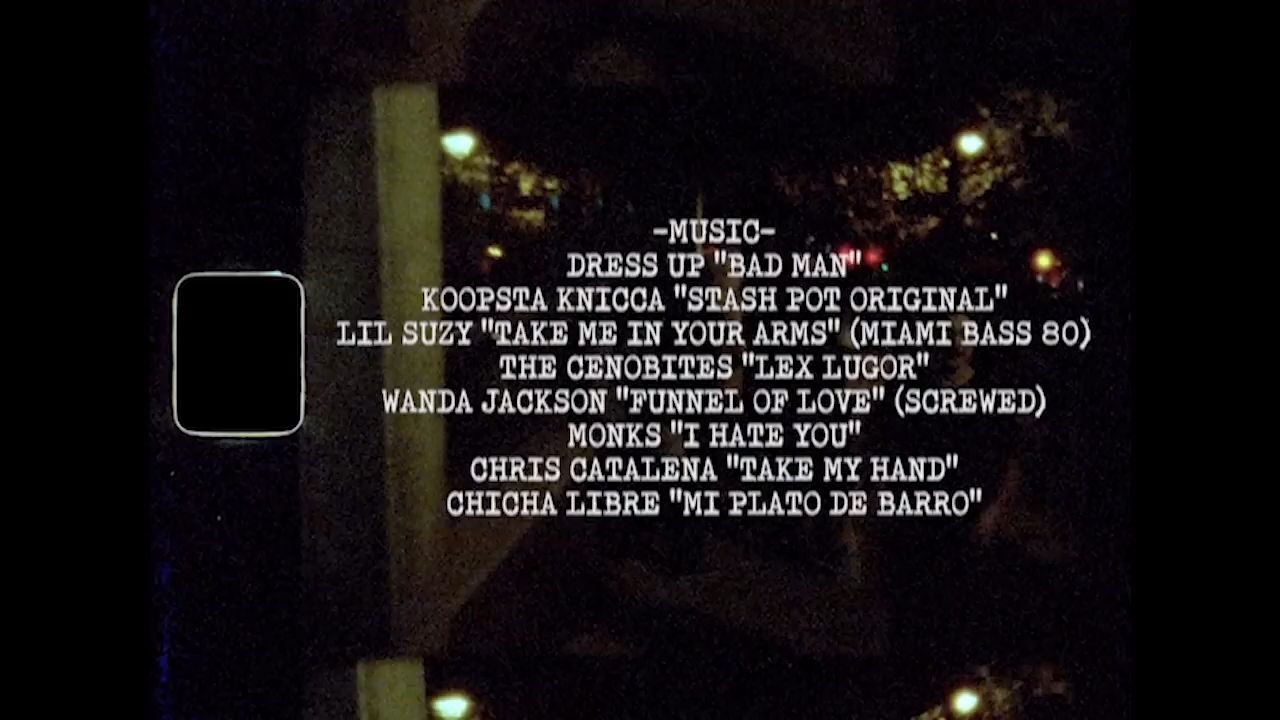 -MUSIC-
DRESS UP "BAD MAN"
KOOPSTA KNICCA "STASH POT ORIGINAL"
LIL SUZY "TAKE ME IN YOUR ARMS" (MIAMI BASS 80)
THE CENOBITES "LEX LUGOR"
WANDA JACKSON "FUNNEL OF LOVE" (SCREWED)
MONKS "I HATE YOU"
CHRIS CATALENA "TAKE MY HAND"
CHICHA LIBRE "MI PLATO DE BARRO"